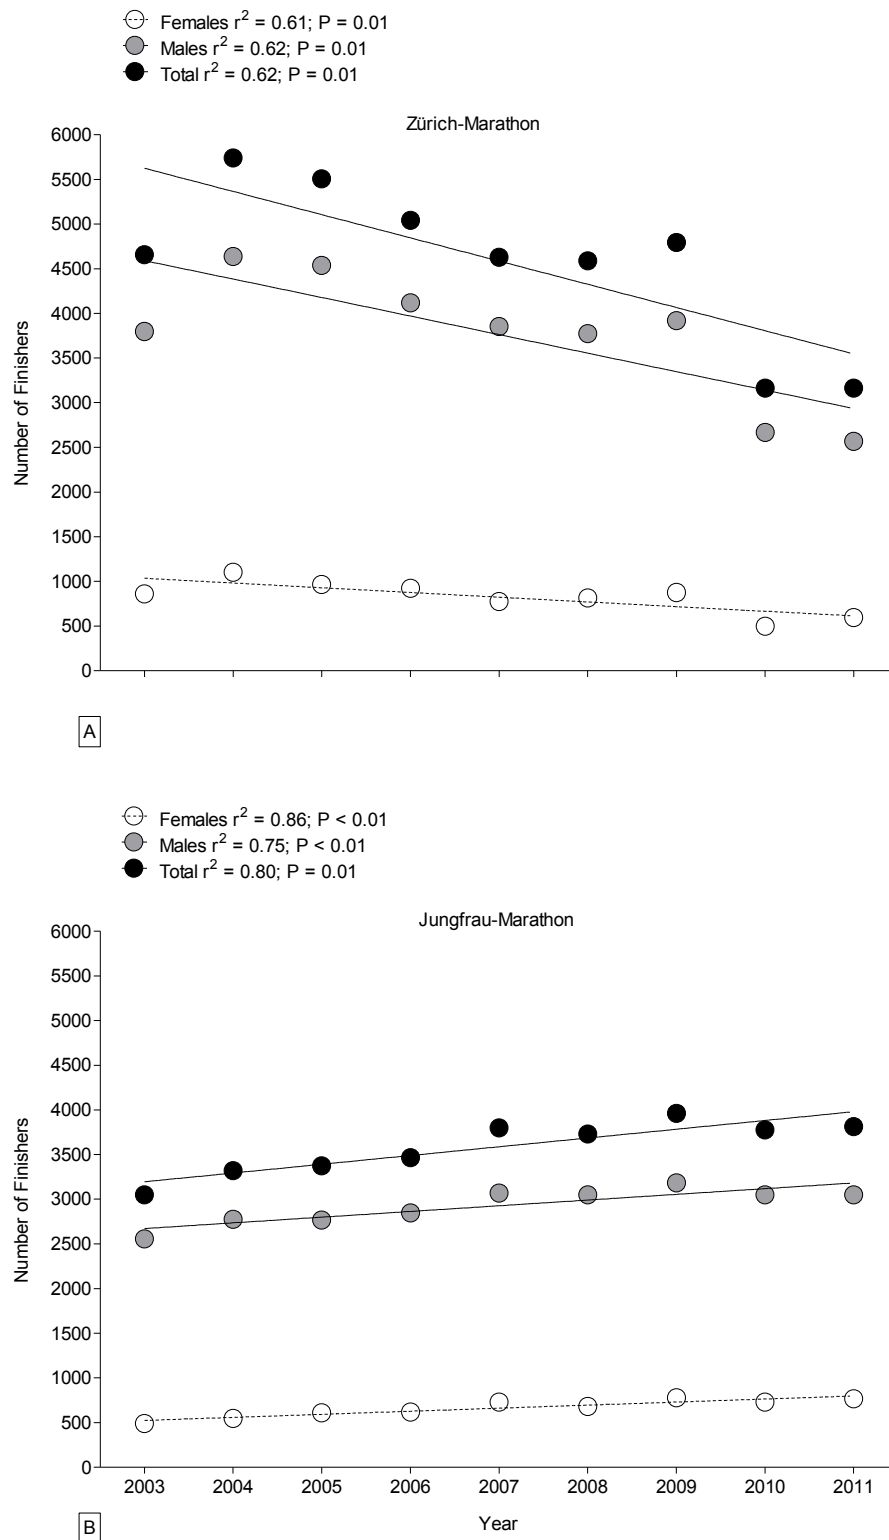 Females r² = 0.61; P = 0.01
Males r² = 0.62; P = 0.01
Total r² = 0.62; P = 0.01
Zürich-Marathon
6000
5500
5000
4500
4000
3500
3000
2500
2000
1500
1000
500
0
Number of Finishers
A
Females r² = 0.86; P < 0.01
Males r² = 0.75; P < 0.01
Total r² = 0.80; P = 0.01
Jungfrau-Marathon
6000
5500
5000
4500
4000
3500
3000
2500
2000
1500
1000
500
0
Number of Finishers
2003 2004 2005 2006 2007 2008 2009 2010 2011
Year
B